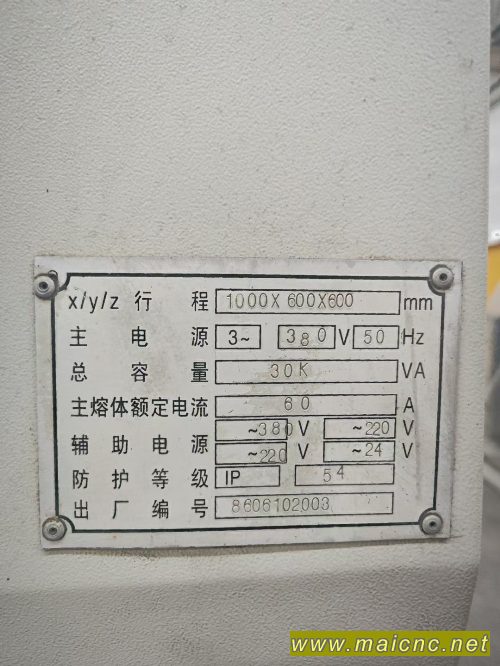 x/y/z 行 程 1000X 600X600 mm
主 电 源 3~ 380 V 50 Hz
总 容 量 30K VA
主熔体额定电流 60 A
辅 助 电 源 ~380 V ~220 V
~220 V ~24 V
防 护 等 级 IP 54
出 厂 编 号 8606102003
www.maicnc.net